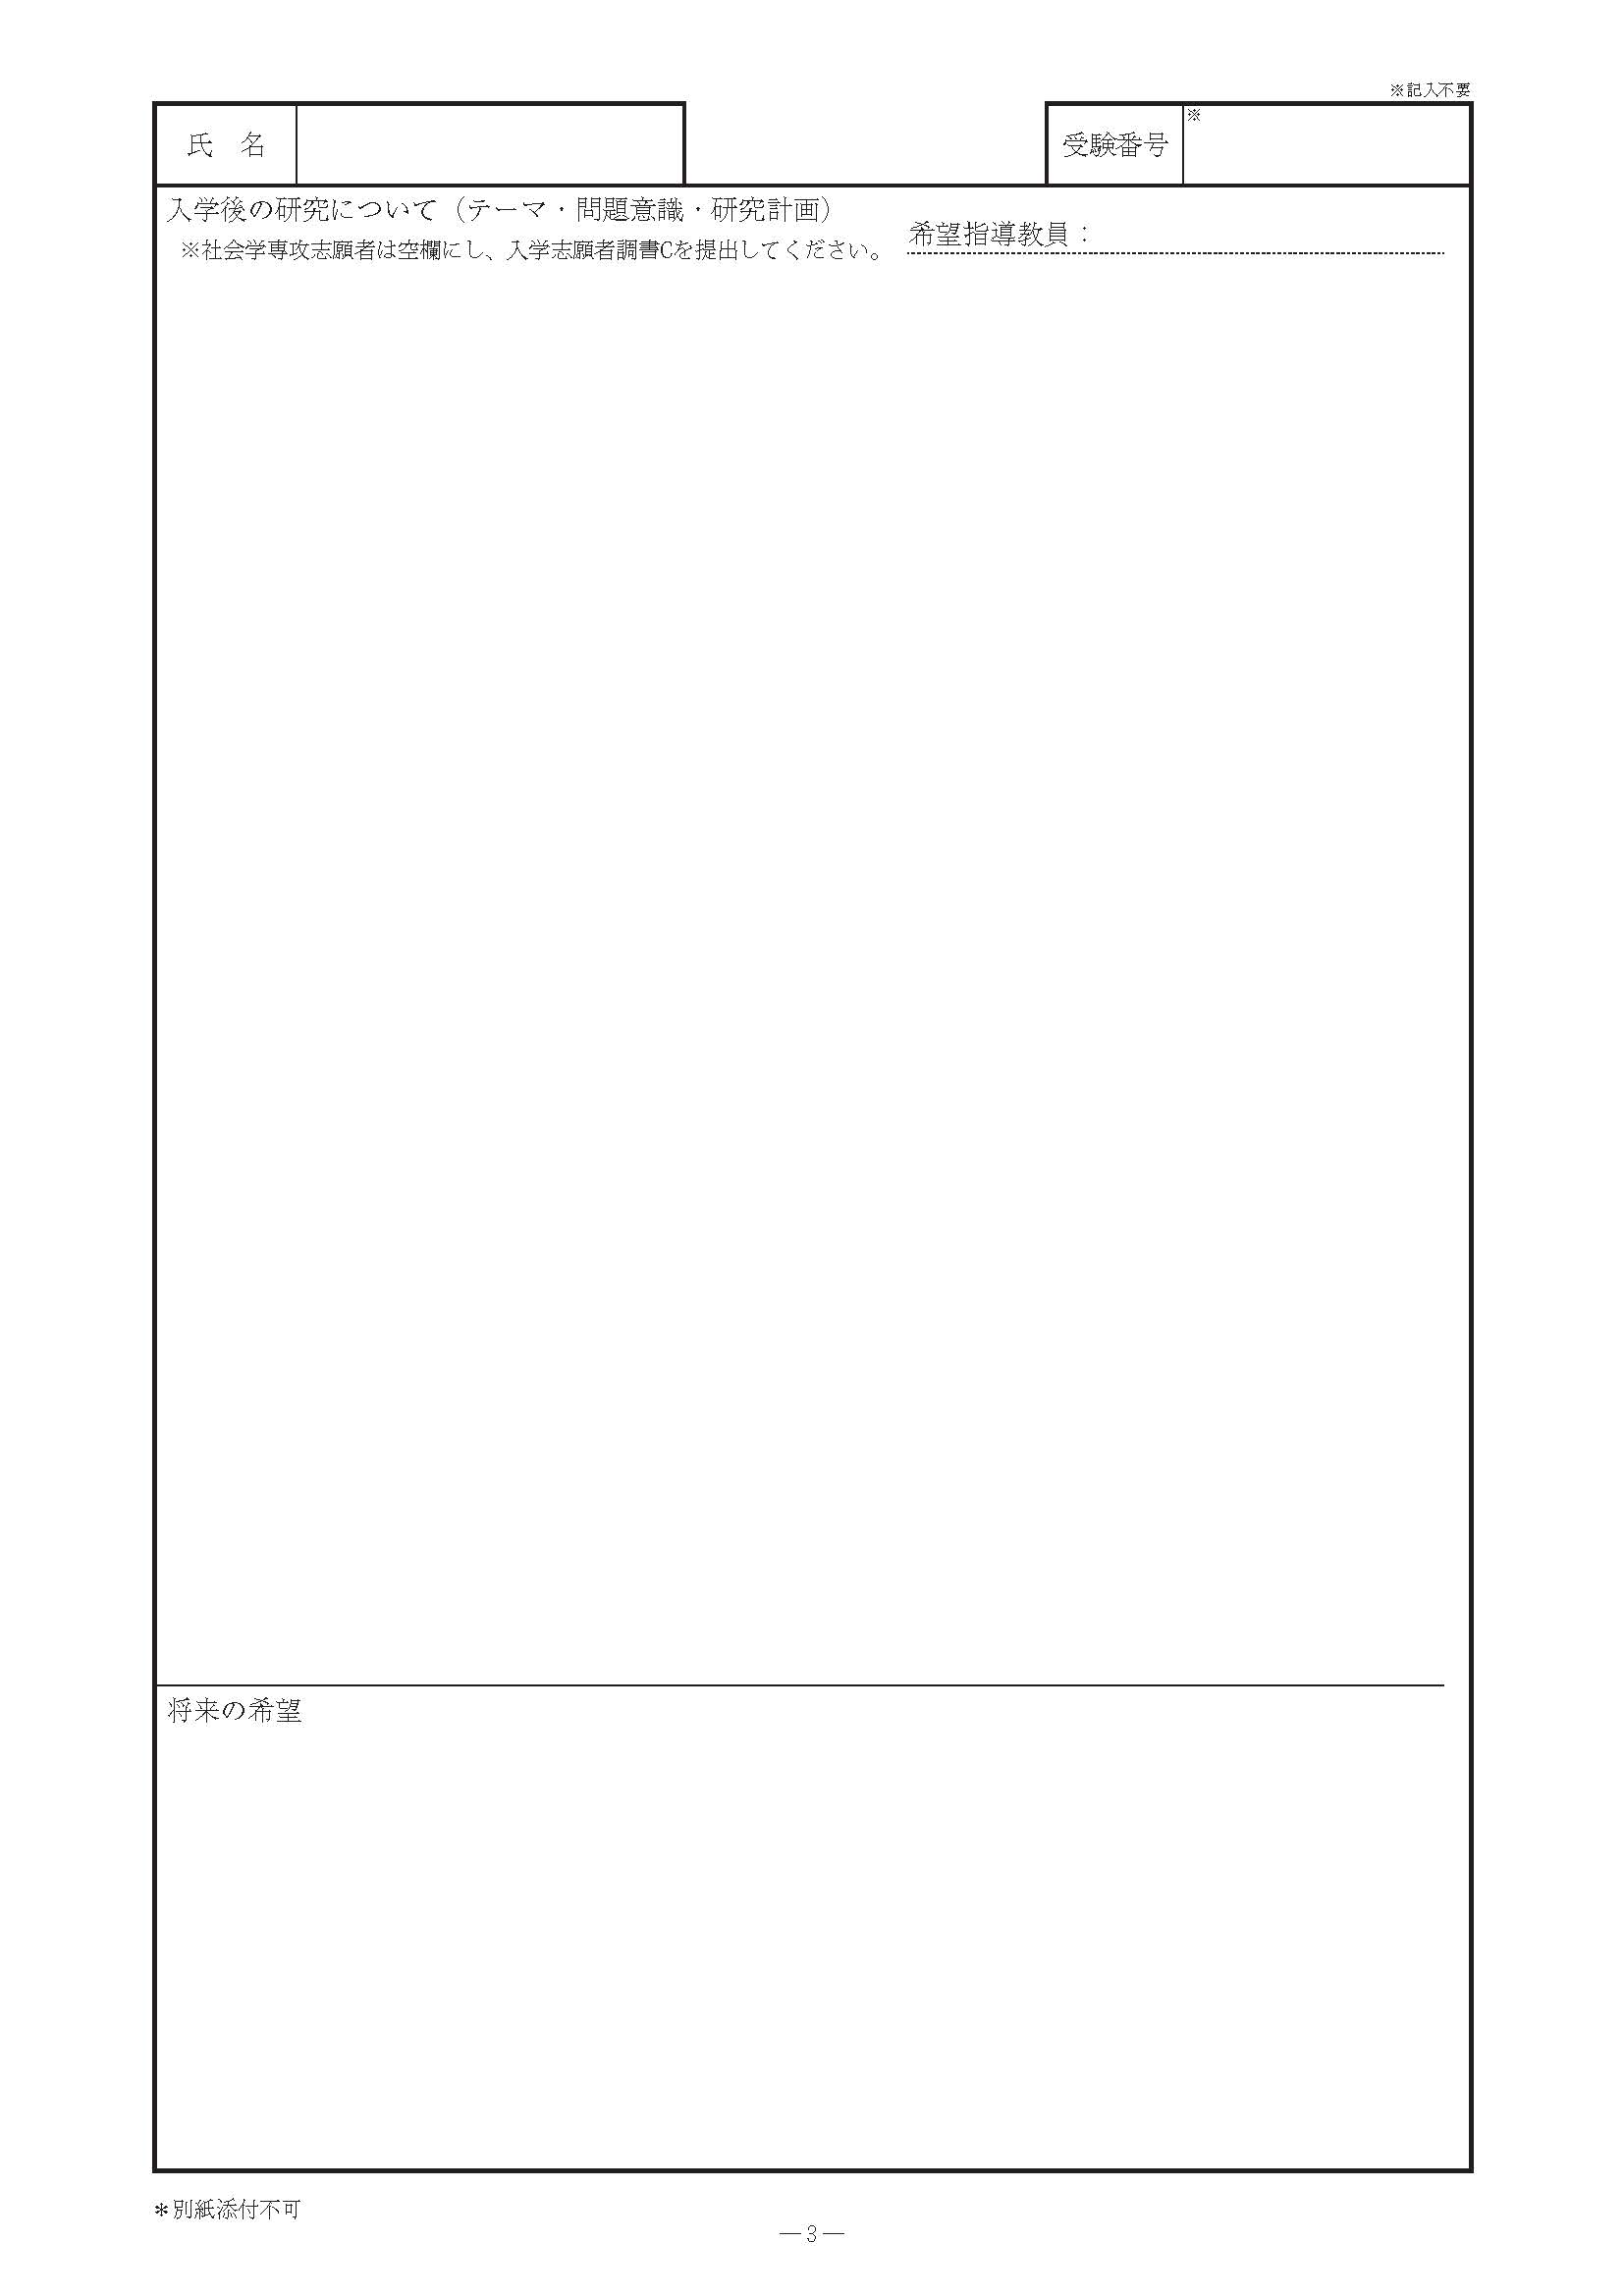 ※記入不要
氏　名
受験番号
※
入学後の研究について（テーマ・問題意識・研究計画）
※社会学専攻志願者は空欄にし、入学志願者調書Cを提出してください。
希望指導教員：
将来の希望
＊別紙添付不可
― 3 ―